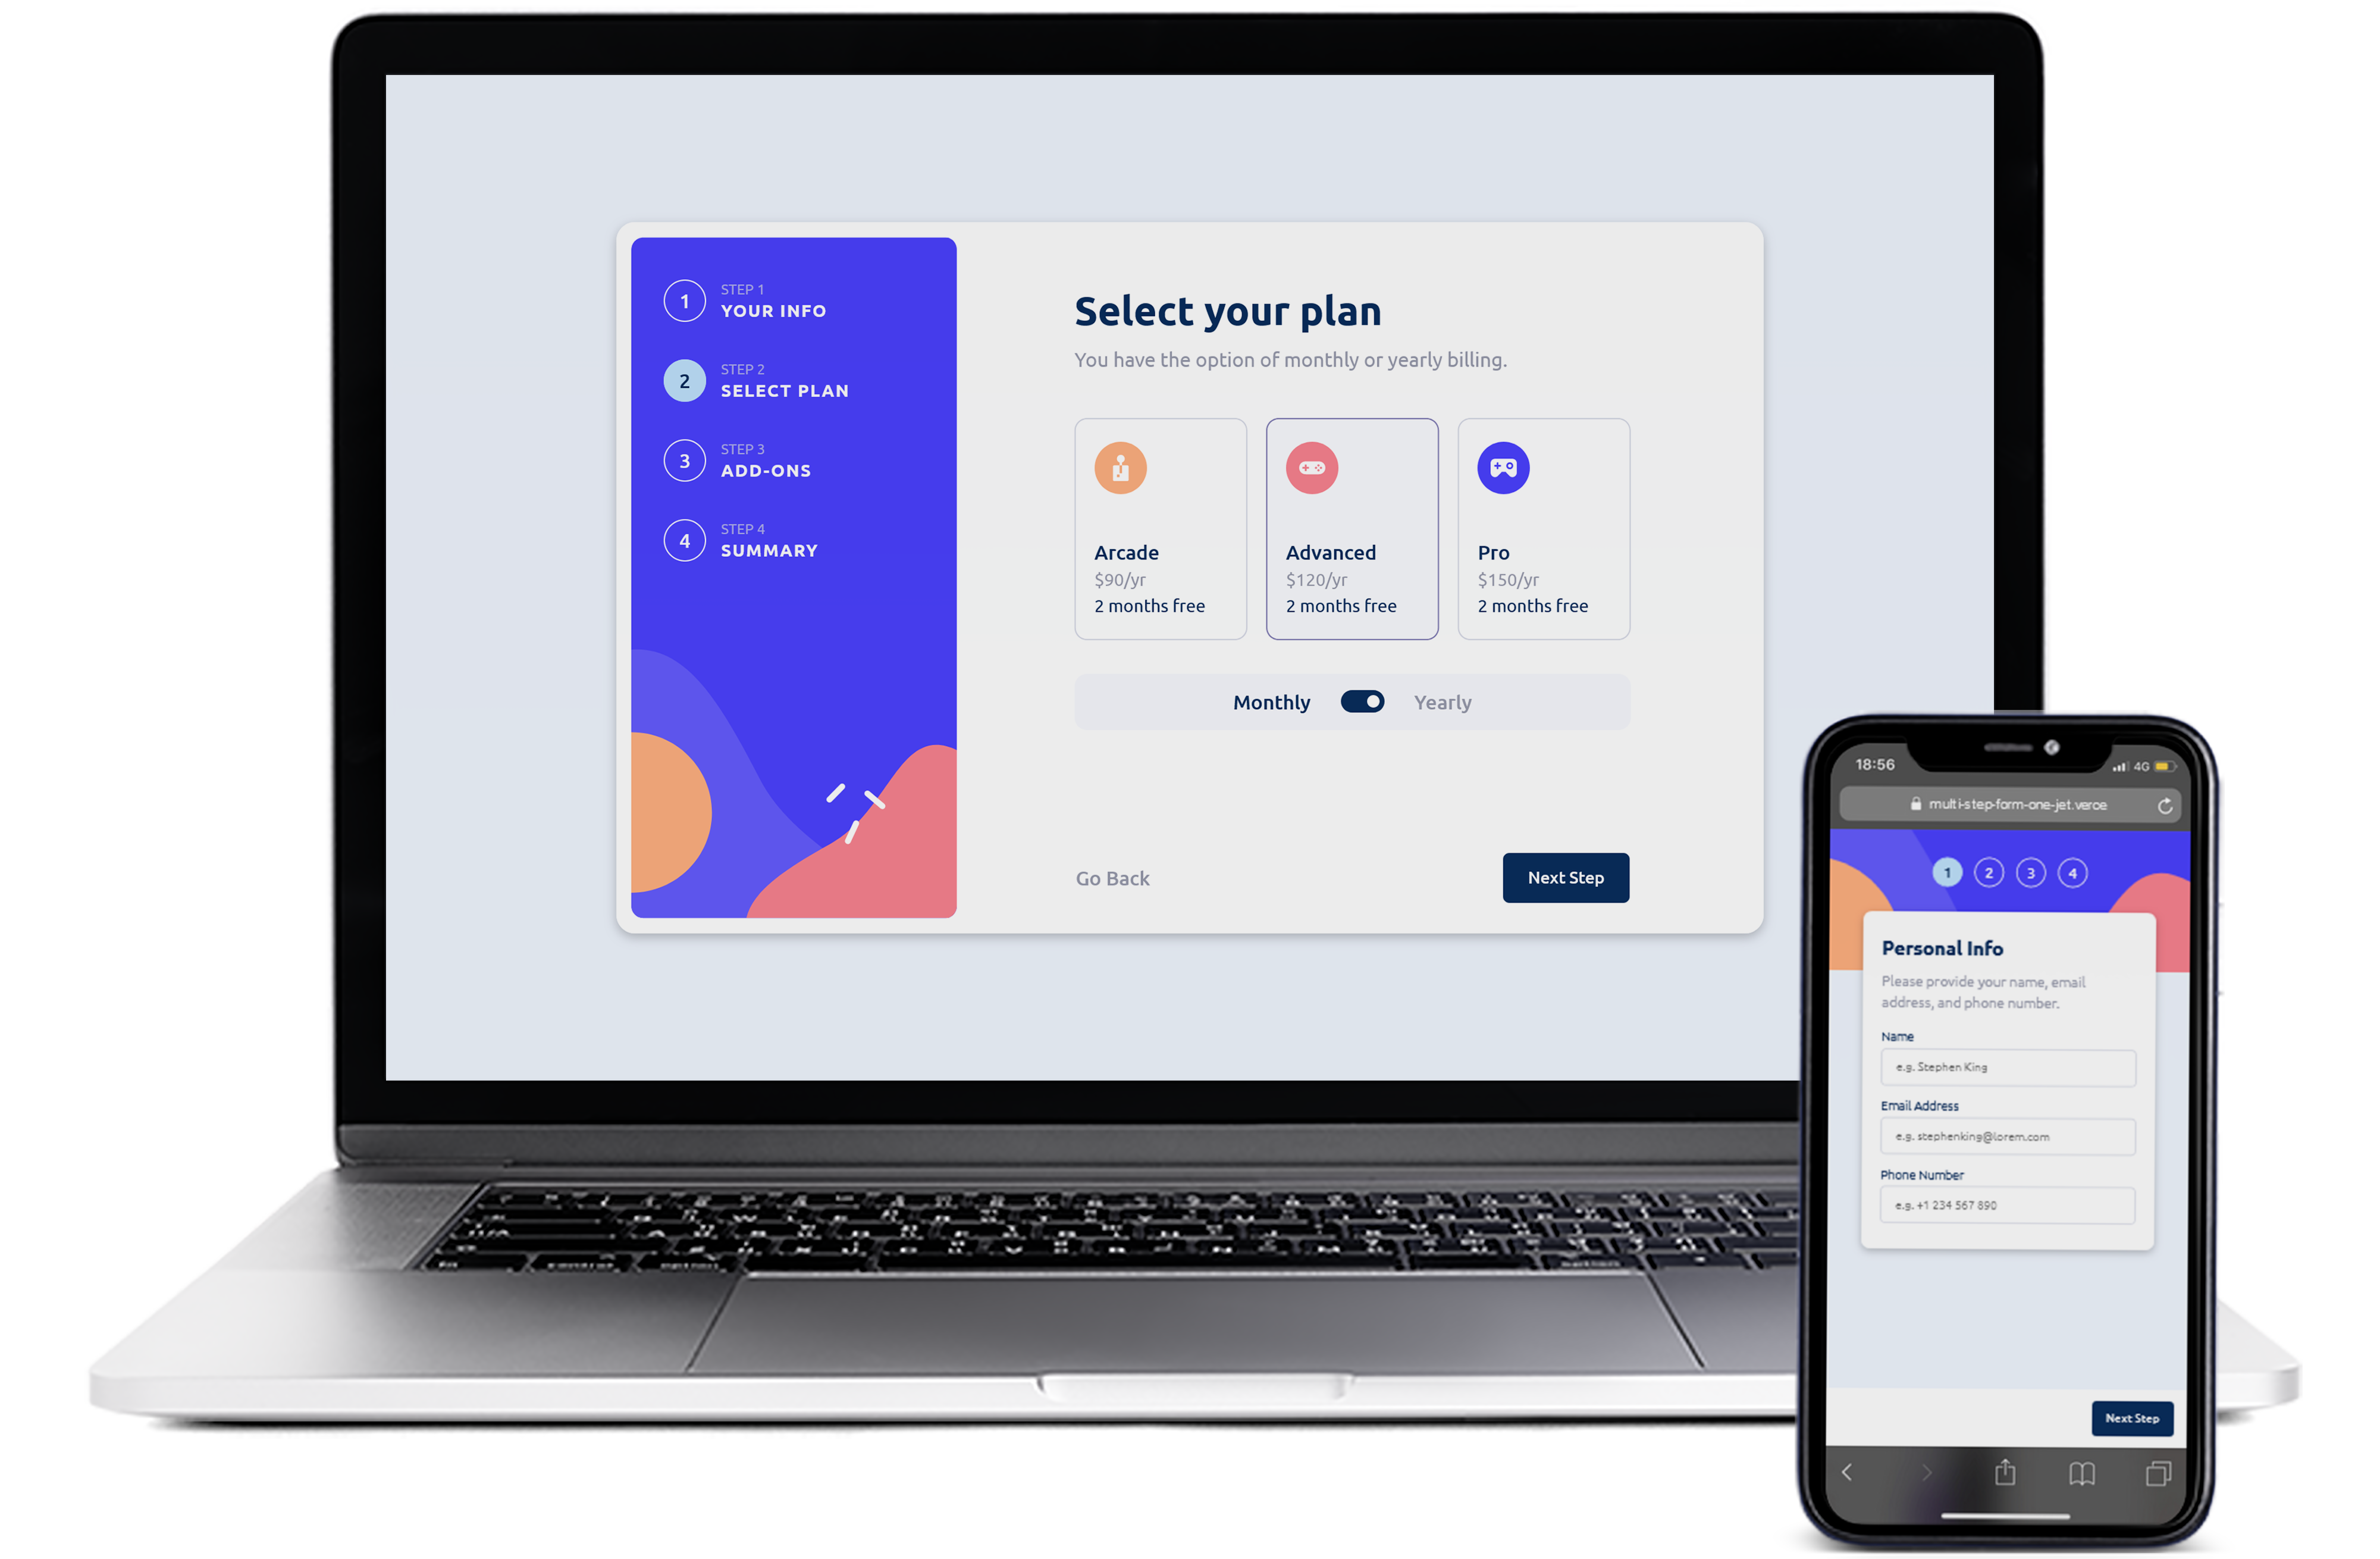 1
STEP 1
YOUR INFO
2
STEP 2
SELECT PLAN
3
STEP 3
ADD-ONS
4
STEP 4
SUMMARY
Select your plan
You have the option of monthly or yearly billing.
Arcade
$90/yr
2 months free
Advanced
$120/yr
2 months free
Pro
$150/yr
2 months free
Monthly
Yearly
Go Back
Next Step
18:56
4G
multi-step-form-one-jet.verce
1 2 3 4
Personal Info
Please provide your name, email
address, and phone number.
Name
e.g. Stephen King
Email Address
e.g. stephenking@lorem.com
Phone Number
e.g. +1 234 567 890
Next Step